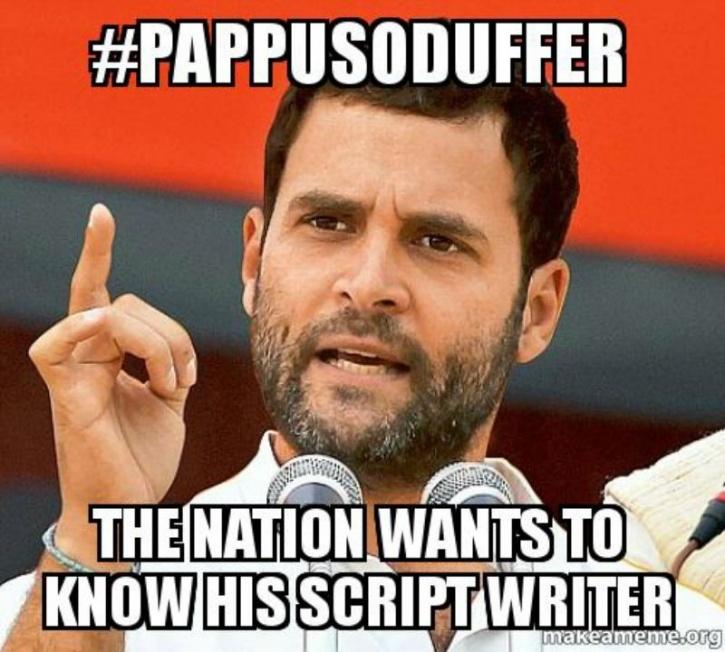 #PAPPUSODUFFER
THE NATION WANTS TO
KNOW HIS SCRIPT WRITER
makeameme.org